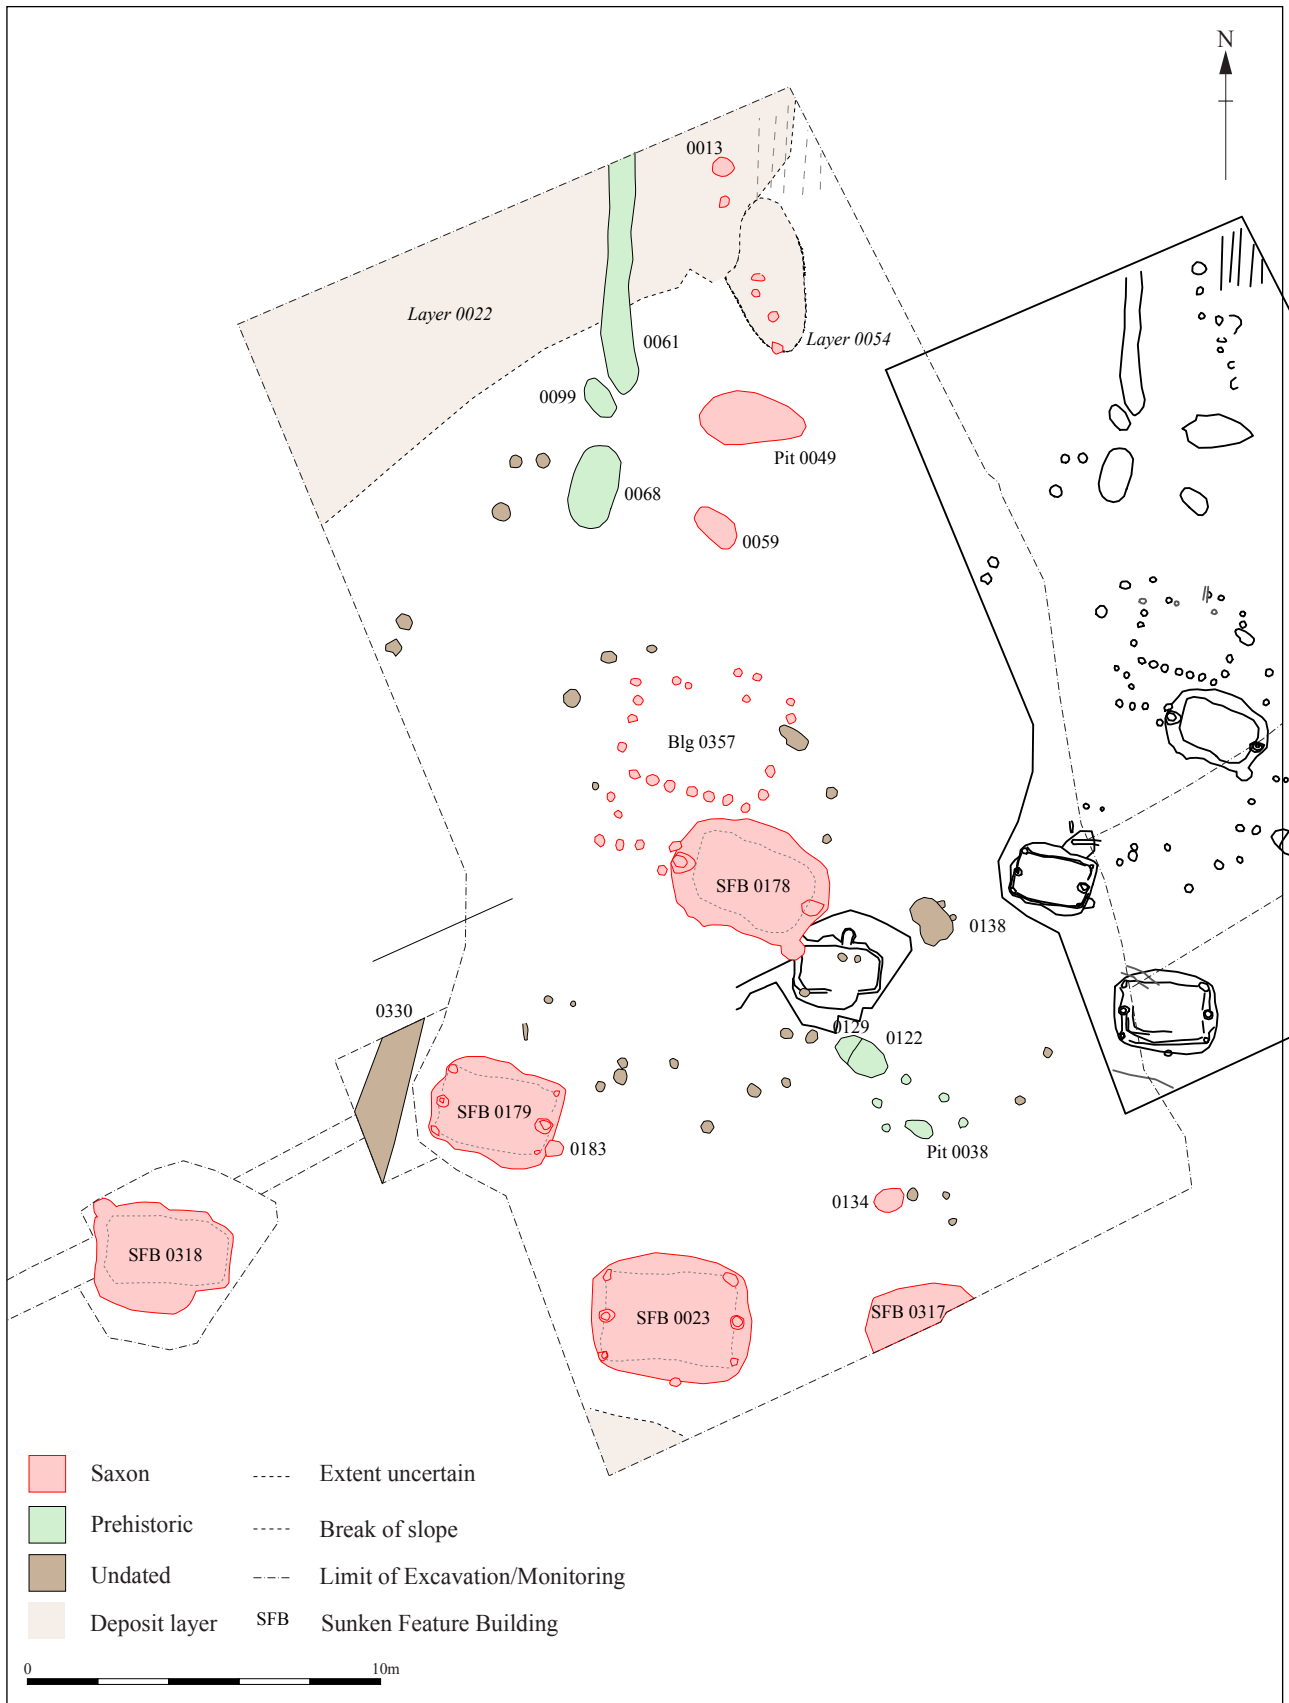 N
0013
Layer 0022
0061
Layer 0054
0099
Pit 0049
0068
0059
Blg 0357
SFB 0178
0138
0330
0129
0122
SFB 0179
0183
Pit 0038
0134
SFB 0318
SFB 0023
SFB 0317
Saxon
Extent uncertain
Prehistoric
Break of slope
Undated
Limit of Excavation/Monitoring
Deposit layer
SFB
Sunken Feature Building
0
10m